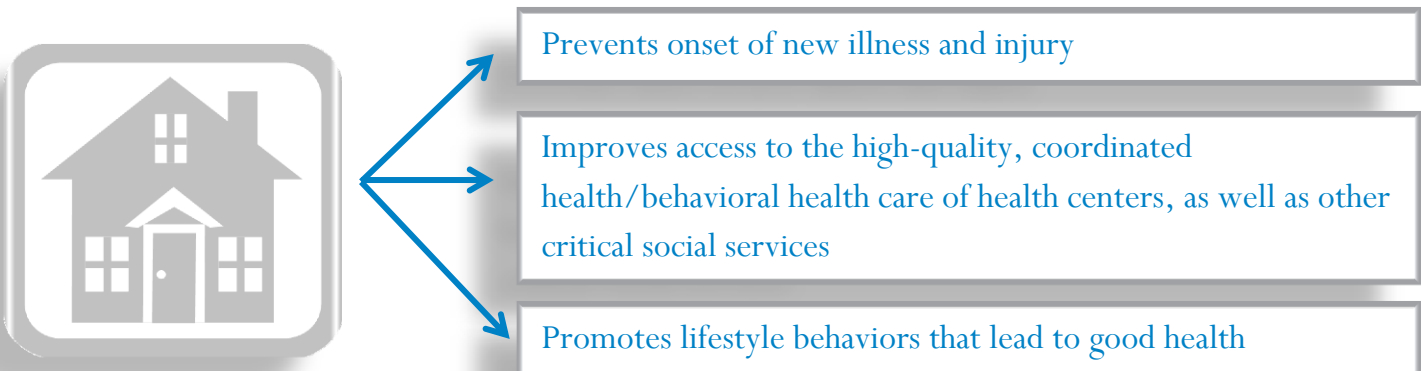 Prevents onset of new illness and injury
Improves access to the high-quality, coordinated
health/behavioral health care of health centers, as well as other
critical social services
Promotes lifestyle behaviors that lead to good health